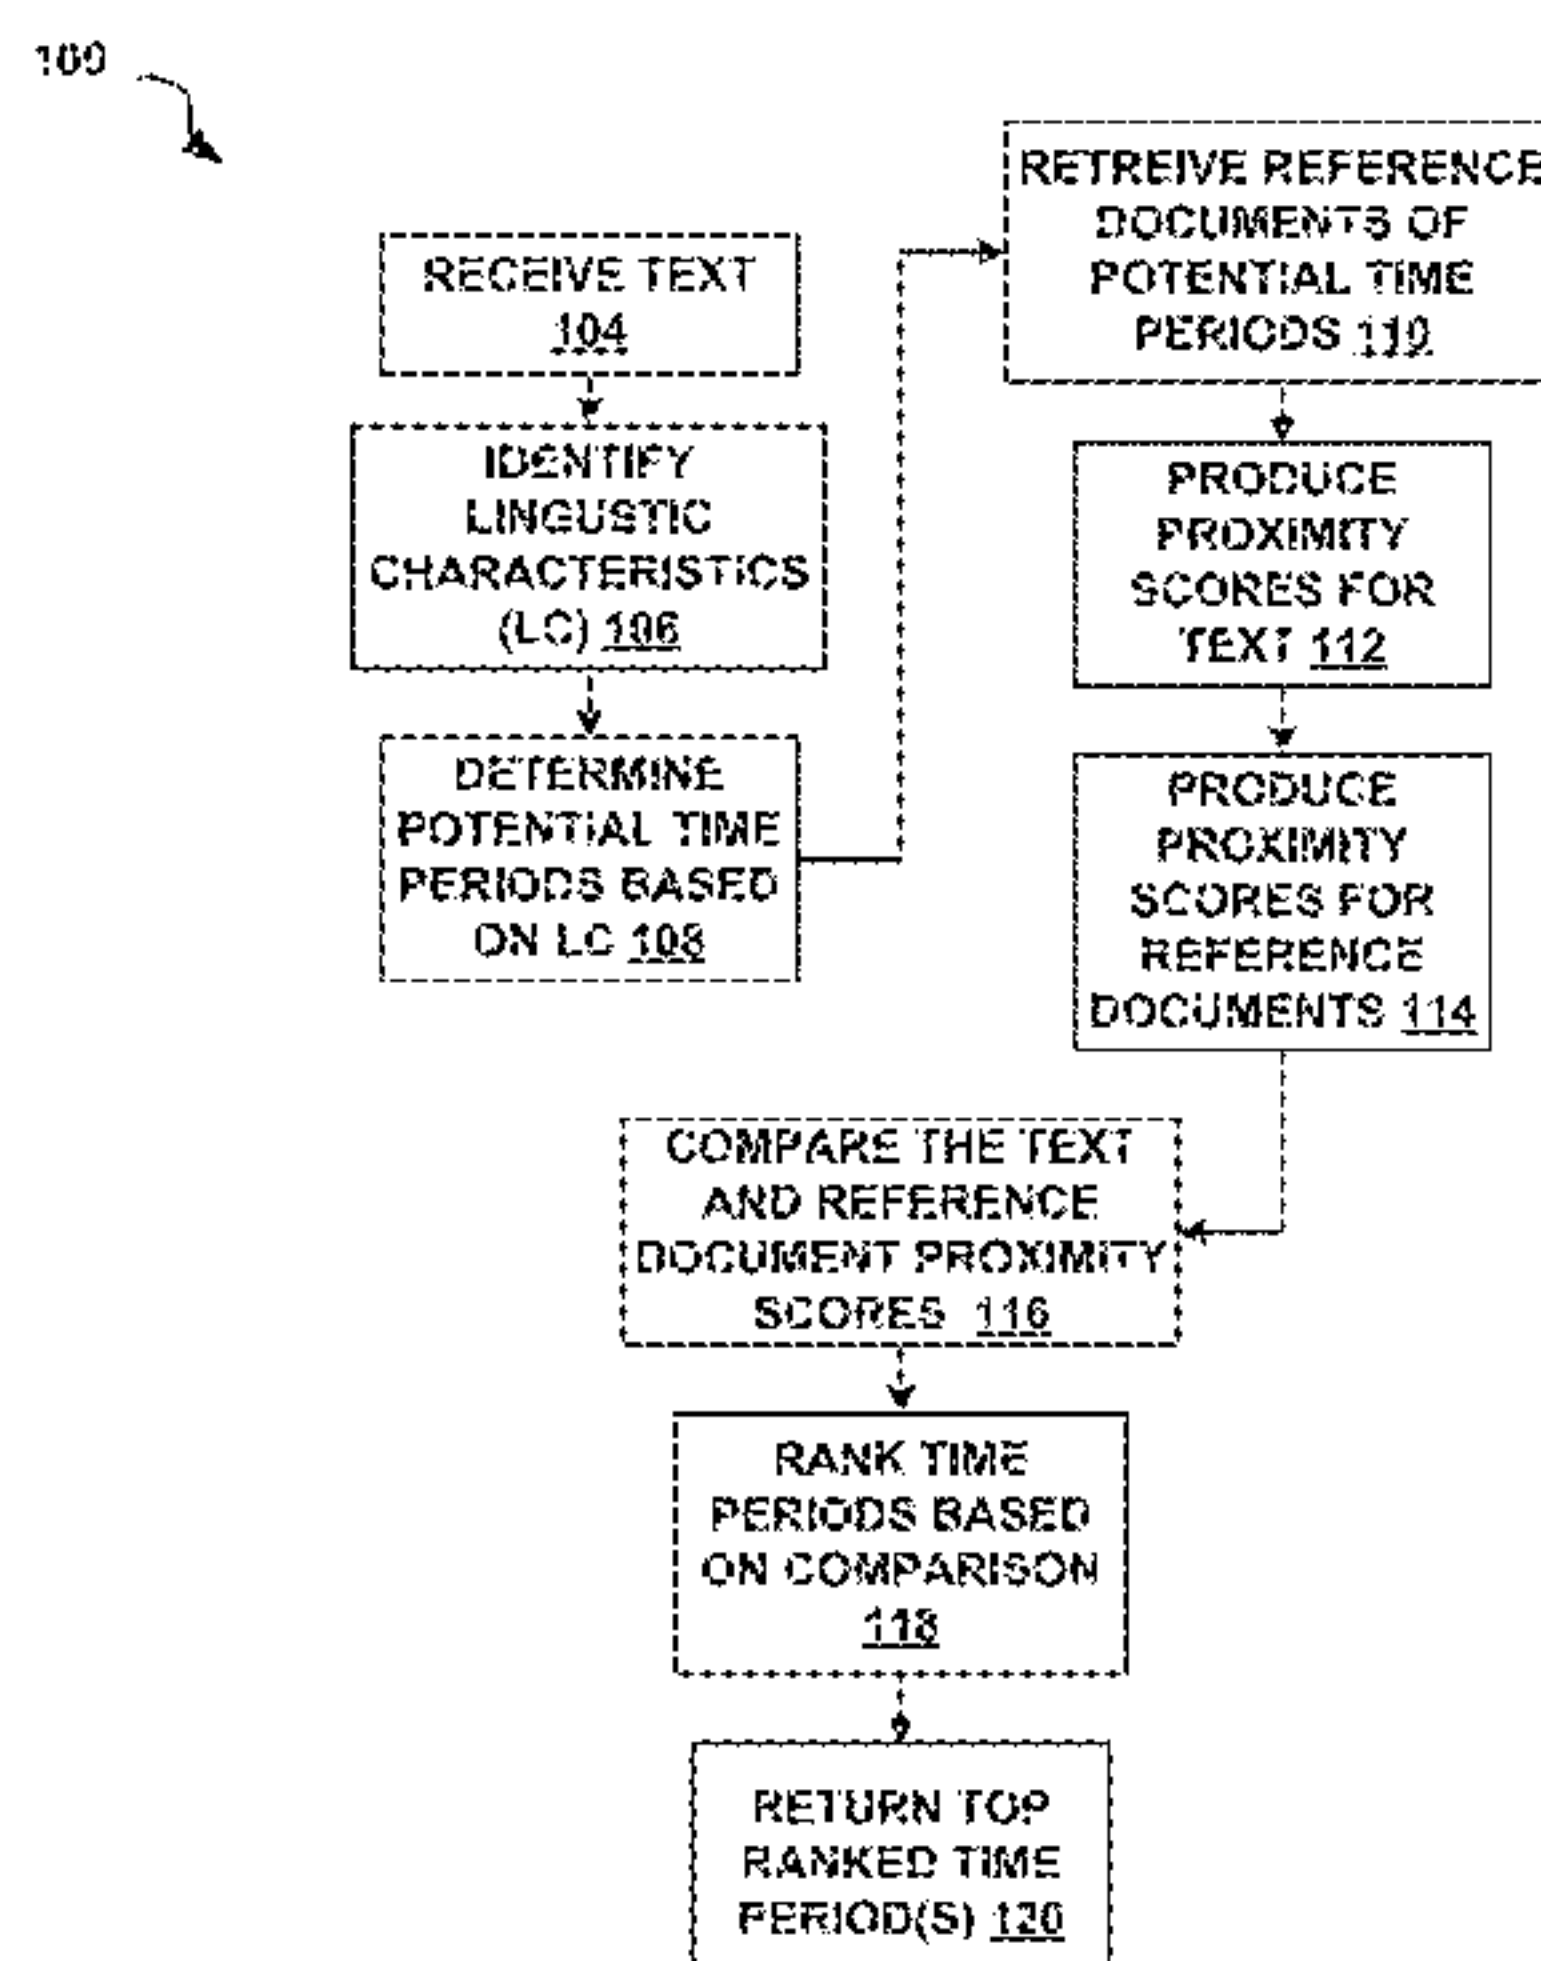 100
RECEIVE TEXT
104
IDENTIFY
LINGUSTIC
CHARACTERISTICS
(LC) 106
DETERMINE
POTENTIAL TIME
PERIODS BASED
ON LC 108
RETREIVE REFERENCE
DOCUMENTS OF
POTENTIAL TIME
PERIODS 110
PRODUCE
PROXIMITY
SCORES FOR
TEXT 112
PRODUCE
PROXIMITY
SCORES FOR
REFERENCE
DOCUMENTS 114
COMPARE THE TEXT
AND REFERENCE
DOCUMENT PROXIMITY
SCORES 116
RANK TIME
PERIODS BASED
ON COMPARISON
118
RETURN TOP
RANKED TIME
PERIOD(S) 120